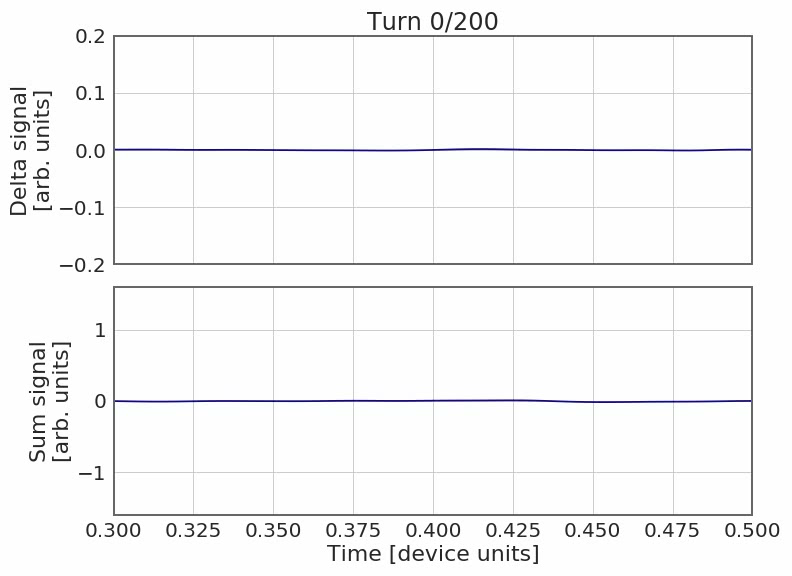 Turn 0/200
Delta signal
[arb. units]
0.2
0.1
0.0
−0.1
−0.2
Sum signal
[arb. units]
1
0
−1
0.300 0.325 0.350 0.375 0.400 0.425 0.450 0.475 0.500
Time [device units]